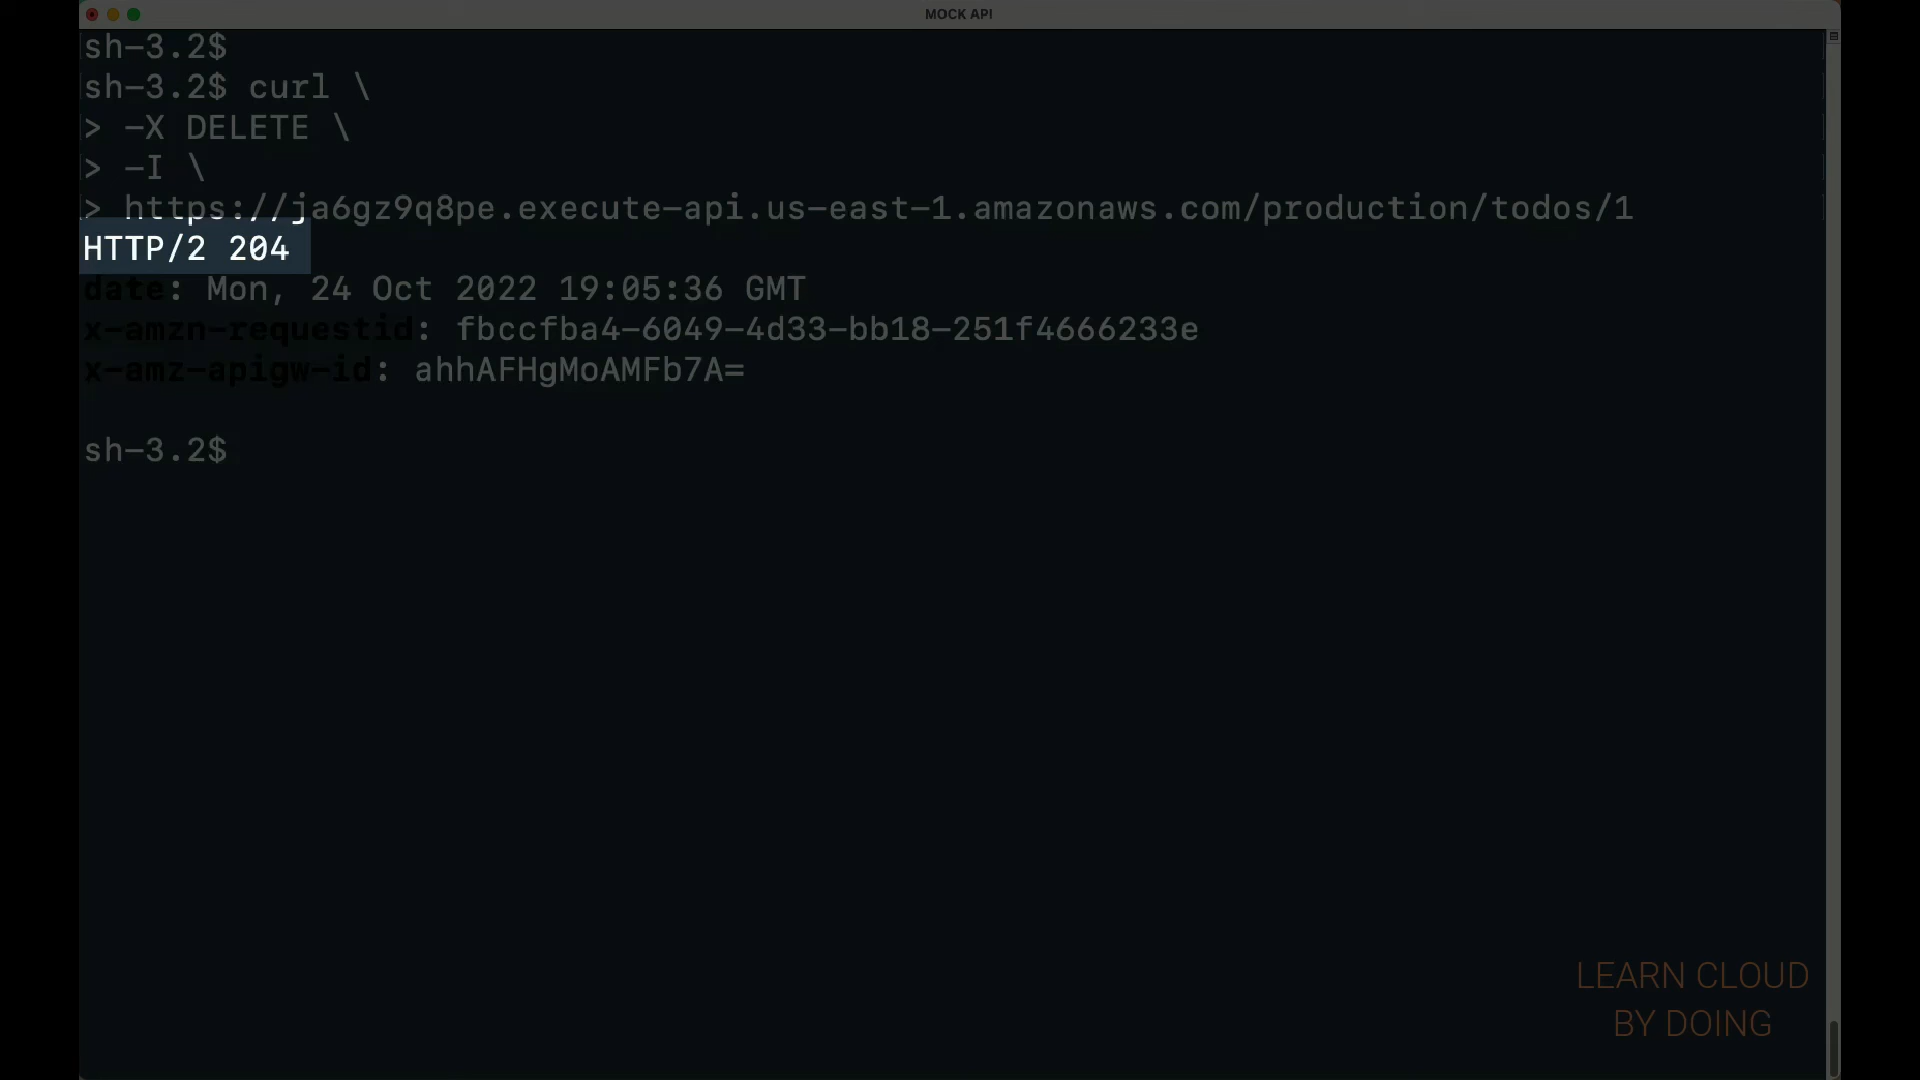 MOCK API
sh-3.2$
sh-3.2$ curl \
> -X DELETE \
> -I \
> https://ja6gz9q8pe.execute-api.us-east-1.amazonaws.com/production/todos/1
HTTP/2 204
date: Mon, 24 Oct 2022 19:05:36 GMT
x-amzn-requestid: fbccfba4-6049-4d33-bb18-251f4666233e
x-amz-apigw-id: ahhAFHgMoAMFb7A=
sh-3.2$
LEARN CLOUD
BY DOING